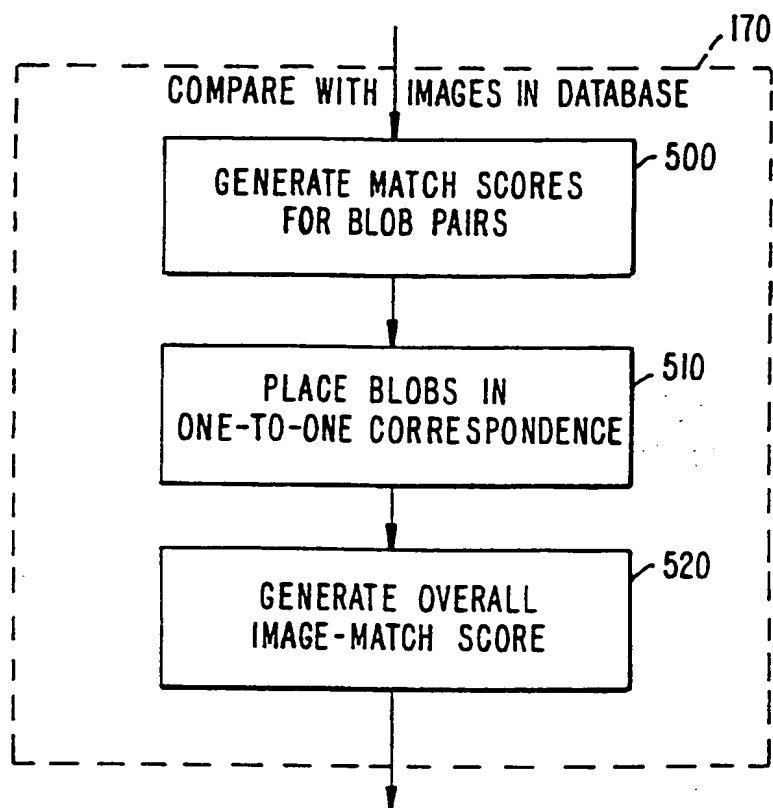 170
COMPARE WITH IMAGES IN DATABASE
500
GENERATE MATCH SCORES
FOR BLOB PAIRS
510
PLACE BLOBS IN
ONE-TO-ONE CORRESPONDENCE
520
GENERATE OVERALL
IMAGE-MATCH SCORE